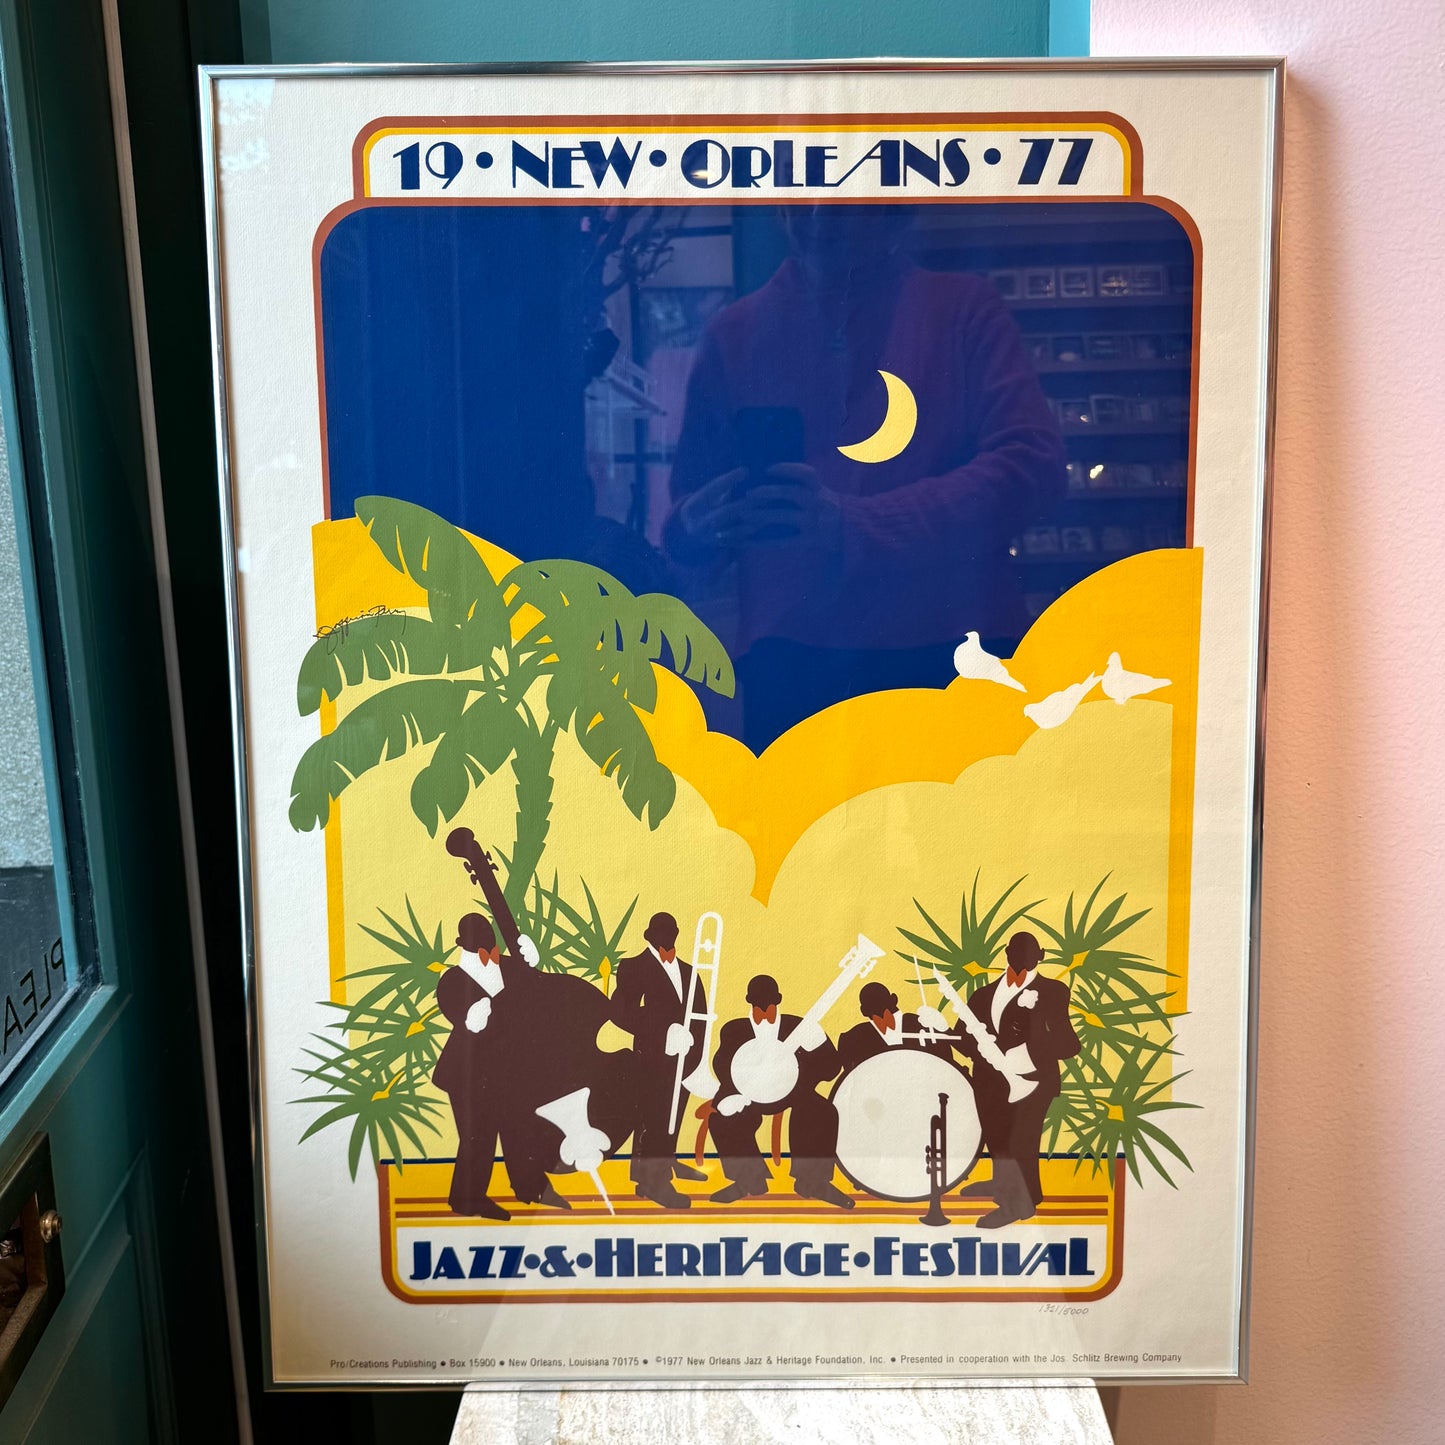 19 • NEW • ORLEANS • 77
JAZZ • & • HERITAGE • FESTIVAL
1321/5000
Pro/Creations Publishing • Box 15900 • New Orleans, Louisiana 70175 • ©1977 New Orleans Jazz & Heritage Foundation, Inc. • Presented in cooperation with the Jos. Schlitz Brewing Company